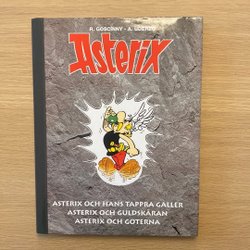 R. GOSCINNY - A. UDERZO
Asterix
ASTERIX OCH HANS TAPPRA GALLER
ASTERIX OCH GULDSKÄRAN
ASTERIX OCH GOTERNA